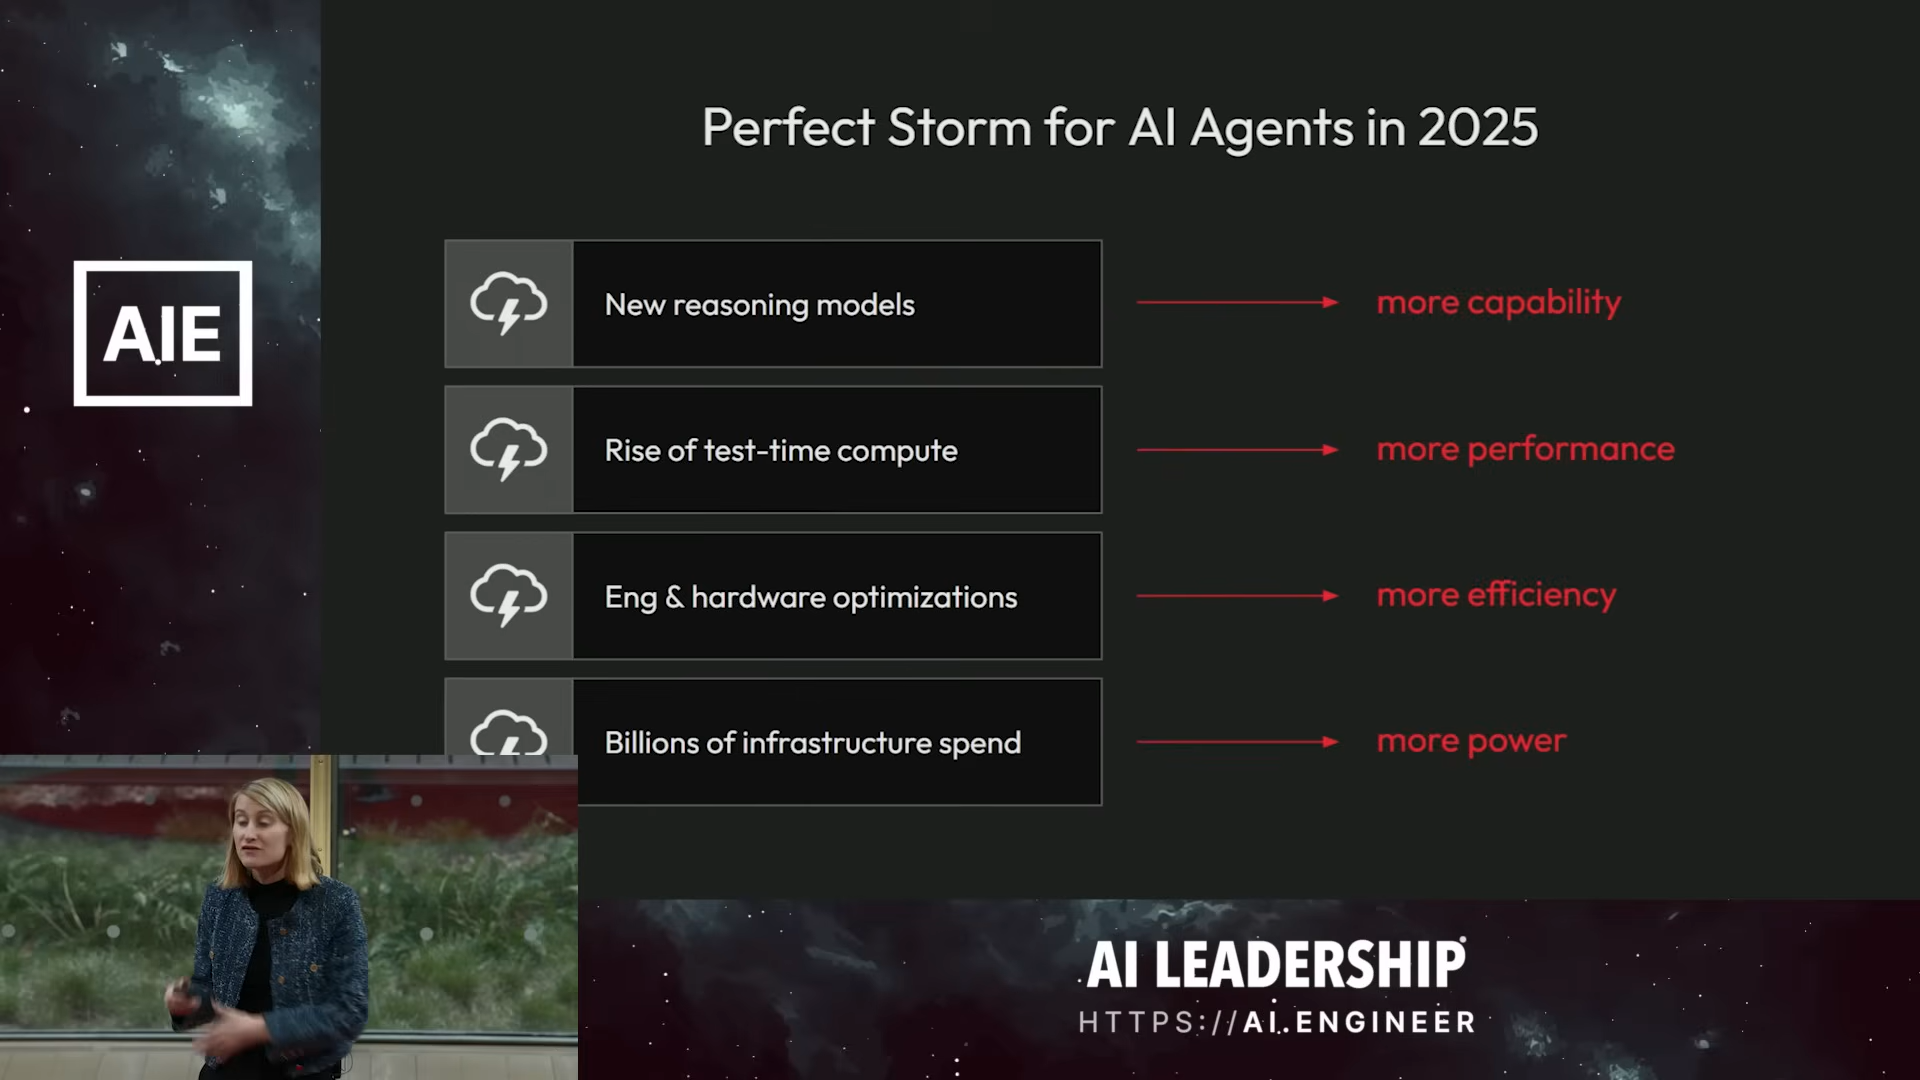 Perfect Storm for AI Agents in 2025
AIE
New reasoning models
more capability
Rise of test-time compute
more performance
Eng & hardware optimizations
more efficiency
Billions of infrastructure spend
more power
AI LEADERSHIP
HTTPS://AI.ENGINEER